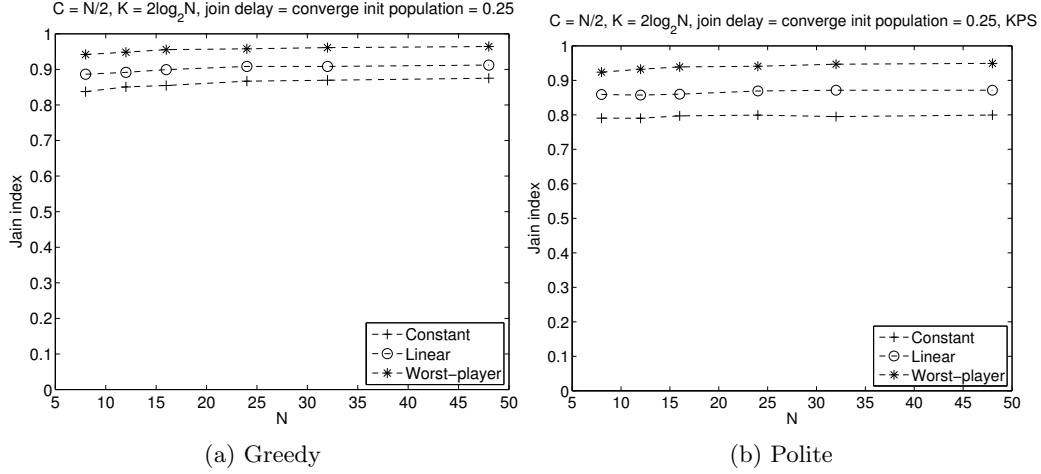 C = N/2, K = 2log2N, join delay = converge init population = 0.25
1
0.9
0.8
0.7
0.6
0.5
0.4
0.3
0.2
0.1
0
Jain index
Constant
Linear
Worst−player
5 10 15 20 25 30 35 40 45 50
N
(a) Greedy
C = N/2, K = 2log2N, join delay = converge init population = 0.25, KPS
1
0.9
0.8
0.7
0.6
0.5
0.4
0.3
0.2
0.1
0
Jain index
Constant
Linear
Worst−player
5 10 15 20 25 30 35 40 45 50
N
(b) Polite